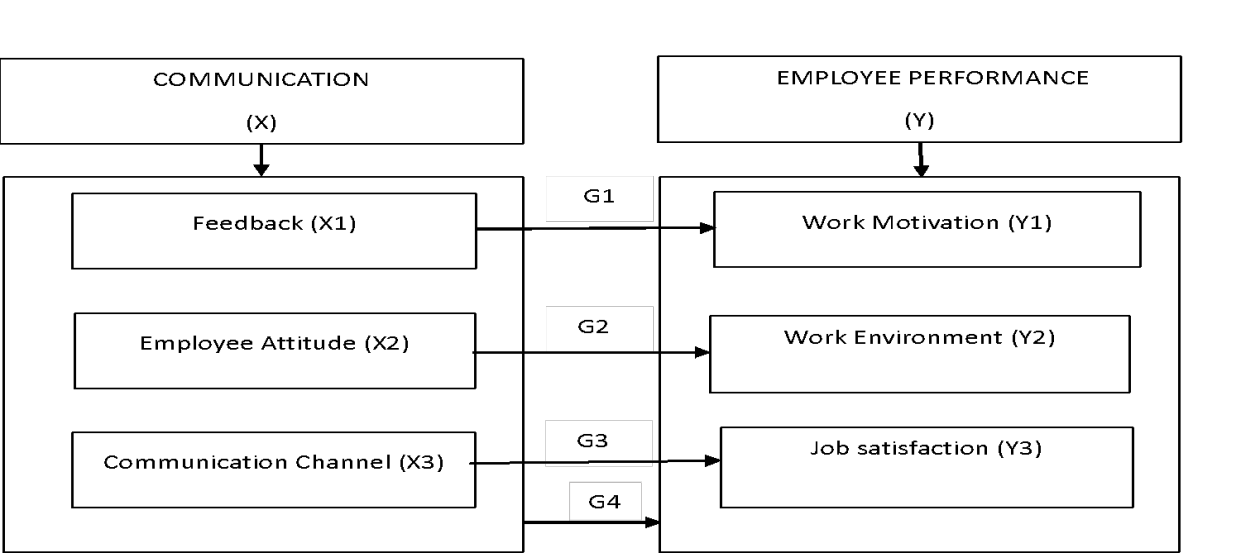 COMMUNICATION
(X)
EMPLOYEE PERFORMANCE
(Y)
Feedback (X1)
G1
Work Motivation (Y1)
Employee Attitude (X2)
G2
Work Environment (Y2)
Communication Channel (X3)
G3
Job satisfaction (Y3)
G4